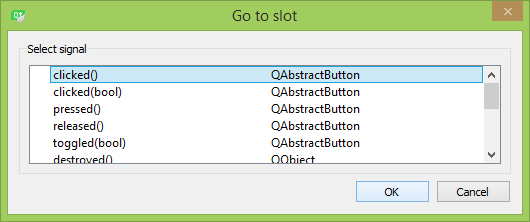 Go to slot
Select signal
clicked() QAbstractButton
clicked(bool) QAbstractButton
pressed() QAbstractButton
released() QAbstractButton
toggled(bool) QAbstractButton
destroyed() QObject
OK Cancel